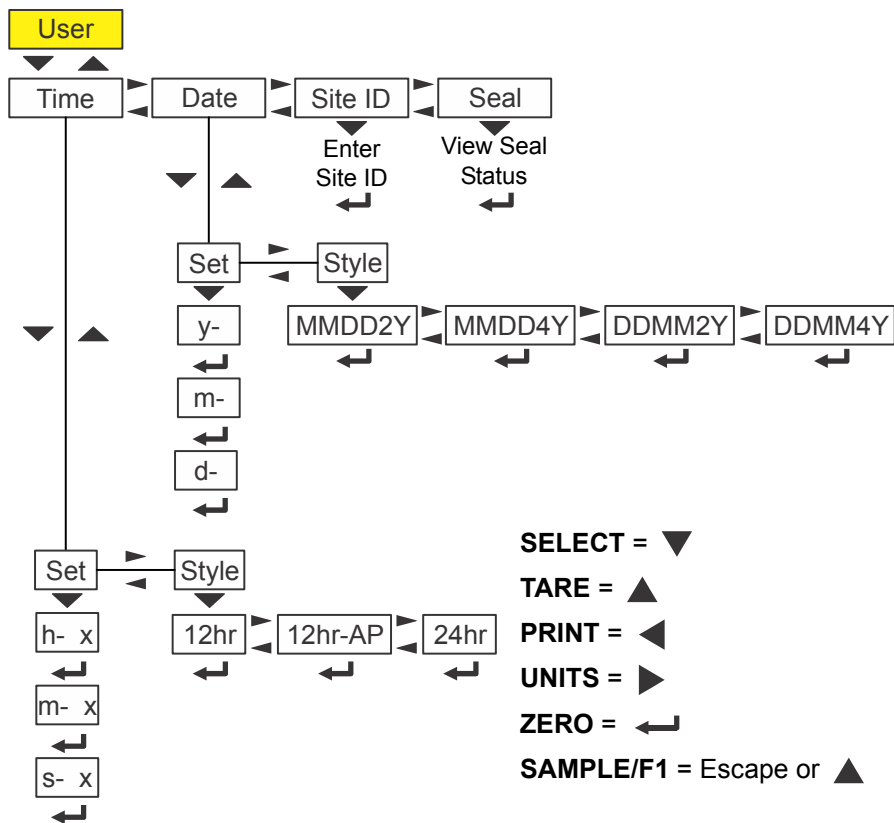 User
Time Date Site ID Seal
Enter
Site ID
View Seal
Status
Set Style
y-
MMDD2Y MMDD4Y DDMM2Y DDMM4Y
m-
d-
Set Style
h- x
12hr 12hr-AP 24hr
m- x
s- x
SELECT =
TARE =
PRINT =
UNITS =
ZERO =
SAMPLE/F1 = Escape or